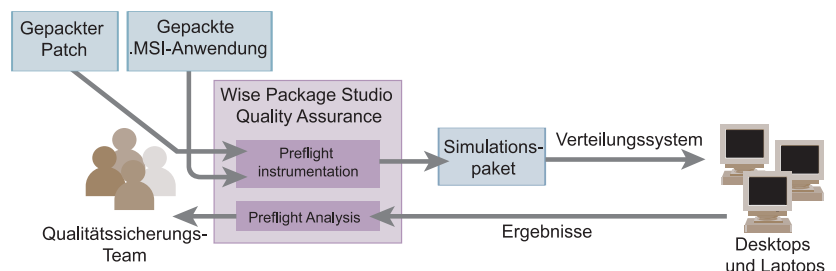 Gepackter
Patch
Gepackte
.MSI-Anwendung
Wise Package Studio
Quality Assurance
Preflight
instrumentation
Simulations-
paket
Verteilungssystem
Preflight Analysis
Ergebnisse
Qualitätssicherungs-
Team
Desktops
und Laptops